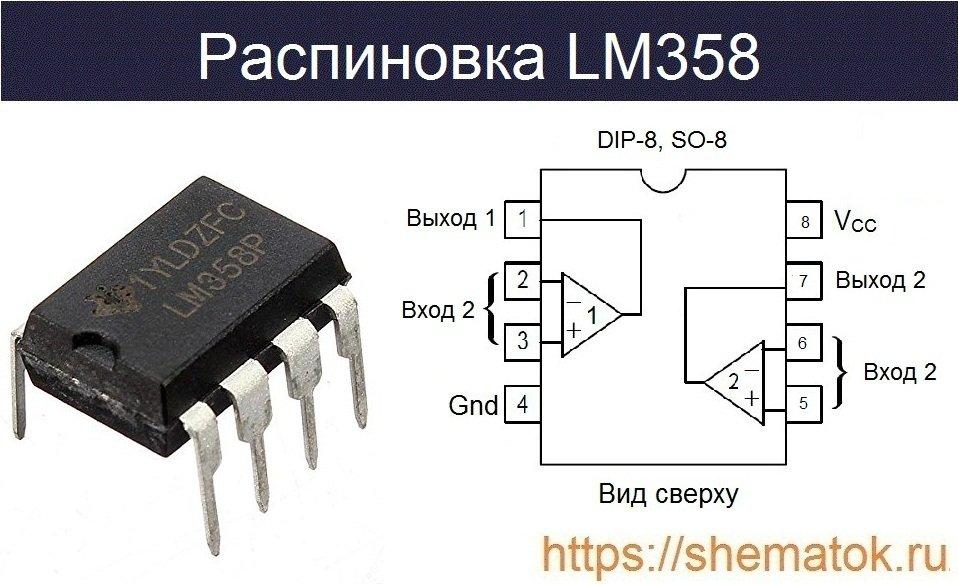 Распиновка LM358
DIP-8, SO-8
1YLDZFC
LM358P
Выход 1
1
8
Vcc
2
7
Выход 2
Вход 2
−
1
+
3
6
Вход 2
2
−
+
Gnd
4
5
Вид сверху
https://shematok.ru